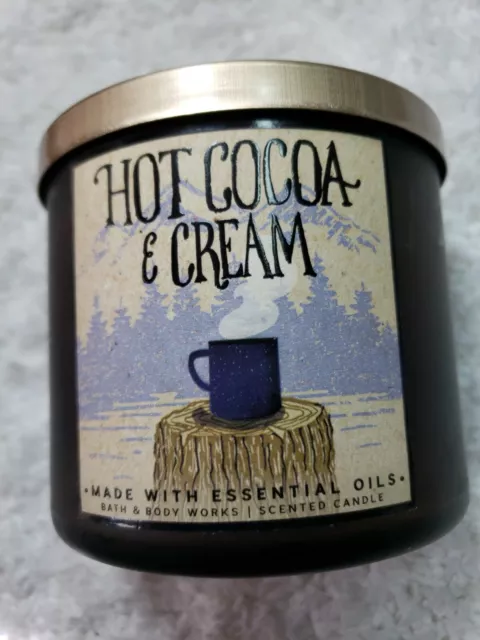 HOT COCOA
& CREAM
•MADE WITH ESSENTIAL OILS•
BATH & BODY WORKS | SCENTED CANDLE